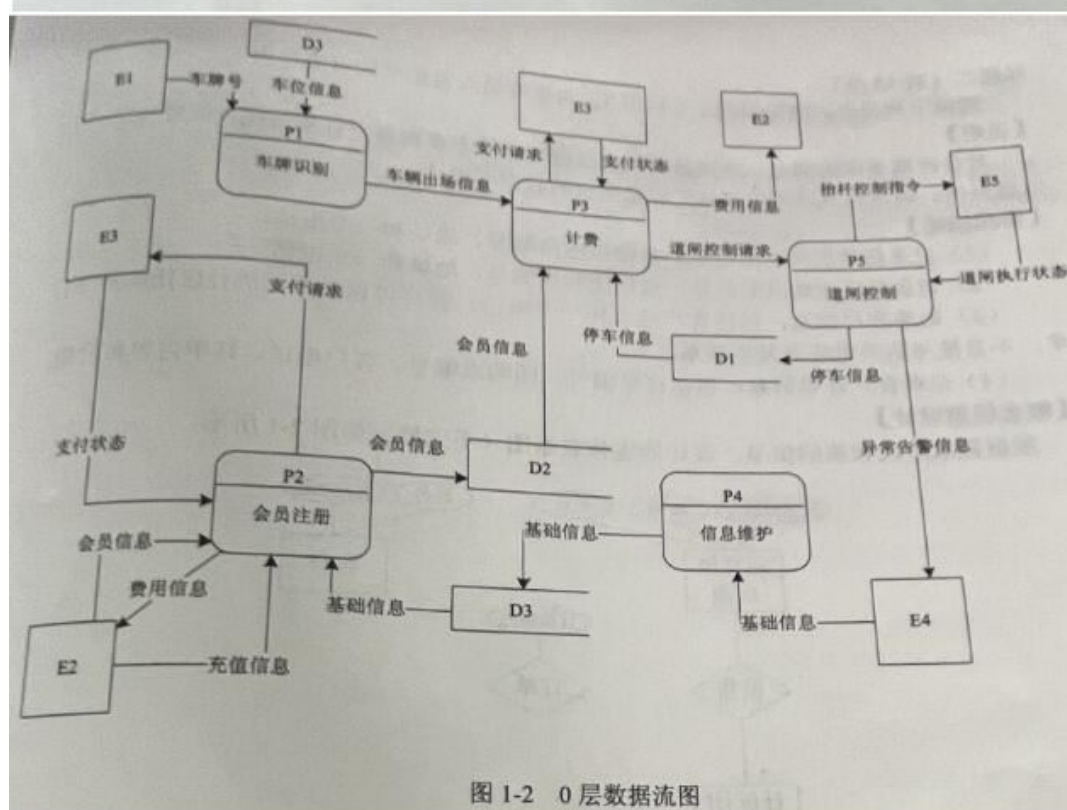 D3
E1
车牌号
车位信息
E3
E2
P1
车牌识别
支付请求
支付状态
车辆出场信息
抬杆控制指令
E5
P3
计费
费用信息
E3
道闸控制请求
P5
道闸控制
道闸执行状态
支付请求
会员信息
停车信息
D1
停车信息
支付状态
会员信息
异常告警信息
D2
P2
会员注册
P4
信息维护
基础信息
会员信息
费用信息
基础信息
D3
基础信息
E4
E2
充值信息
图 1-2 0 层数据流图